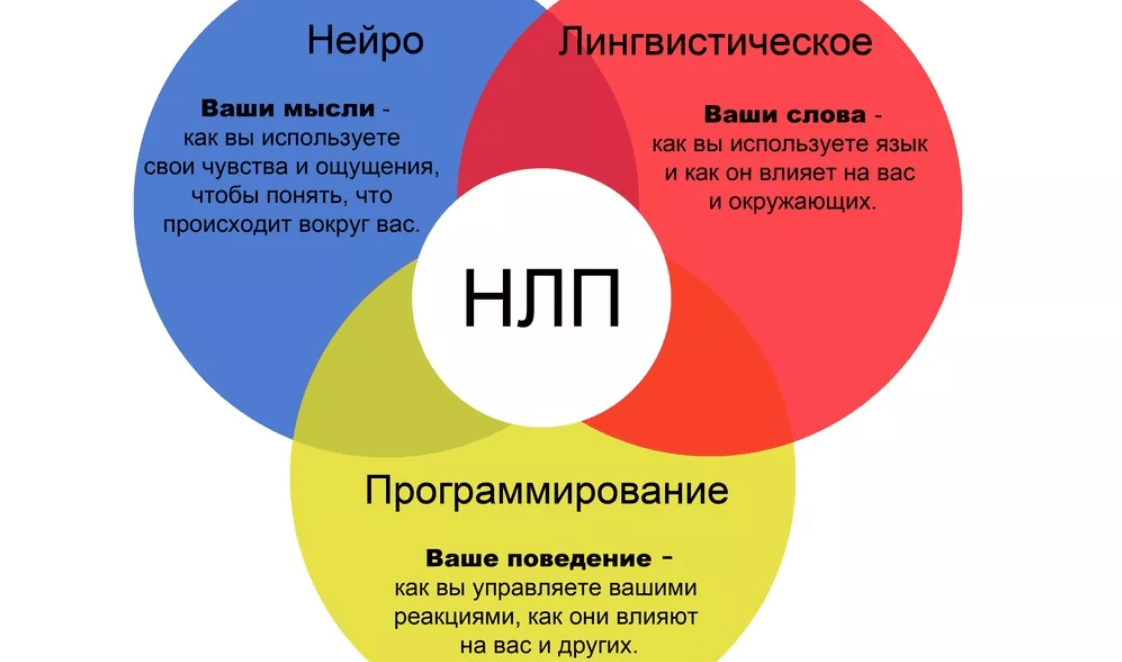 Нейро
Ваши мысли -
как вы используете
свои чувства и ощущения,
чтобы понять, что
происходит вокруг вас.
Лингвистическое
Ваши слова -
как вы используете язык
и как он влияет на вас
и окружающих.
НЛП
Программирование
Ваше поведение -
как вы управляете вашими
реакциями, как они влияют
на вас и других.